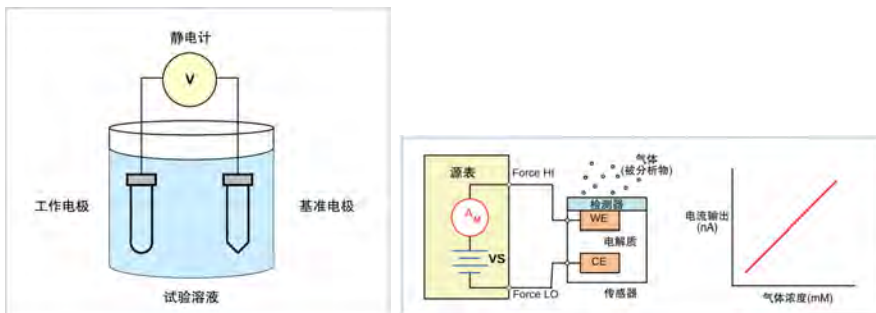 静电计
V
工作电极
基准电极
试验溶液
源表
Force HI
气体
(被分析物)
A_M
检测器
WE
电解质
VS
CE
Force LO
传感器
电流输出
(nA)
气体浓度(mM)